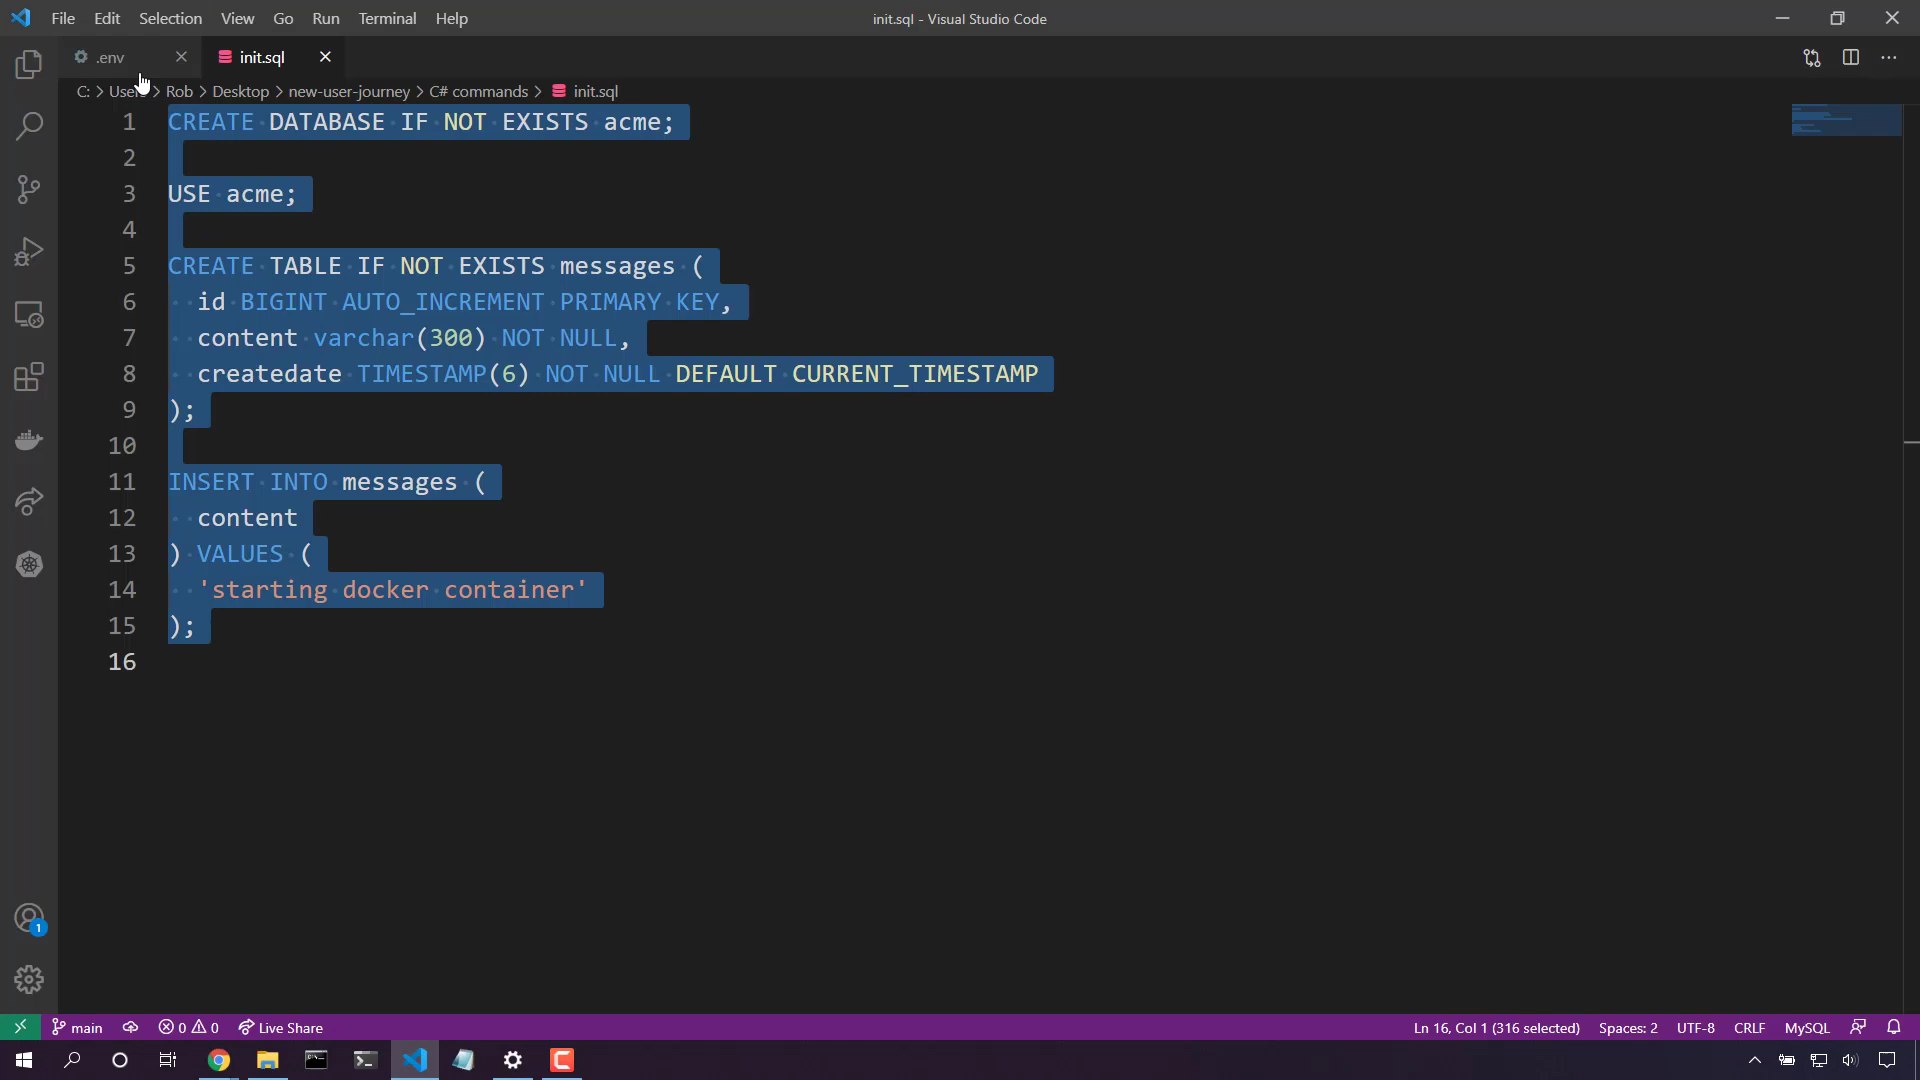 File Edit Selection View Go Run Terminal Help init.sql - Visual Studio Code
.env init.sql
C: > Users > Rob > Desktop > new-user-journey > C# commands > init.sql
1 CREATE DATABASE IF NOT EXISTS acme;
2
3 USE acme;
4
5 CREATE TABLE IF NOT EXISTS messages (
6 id BIGINT AUTO_INCREMENT PRIMARY KEY,
7 content varchar(300) NOT NULL,
8 createdate TIMESTAMP(6) NOT NULL DEFAULT CURRENT_TIMESTAMP
9 );
10
11 INSERT INTO messages (
12 content
13 ) VALUES (
14 'starting docker container'
15 );
16
1
main 0 0 Live Share Ln 16, Col 1 (316 selected) Spaces: 2 UTF-8 CRLF MySQL